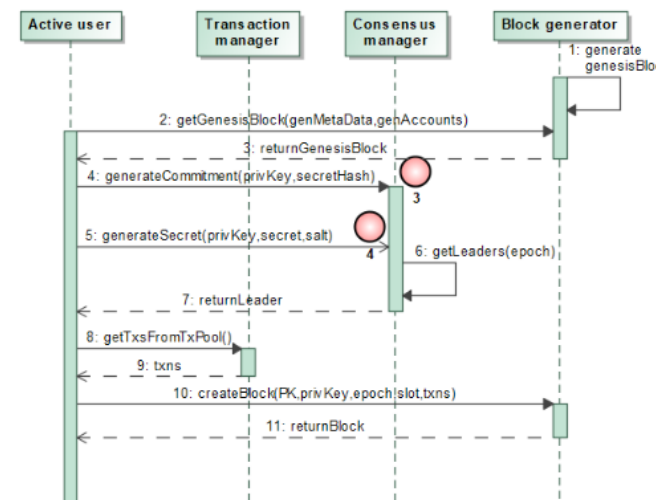 Active user
Transaction
manager
Consensus
manager
Block generator
1: generate
genesisBlo
2: getGenesisBlock(genMetaData,genAccounts)
3: returnGenesisBlock
4: generateCommitment(privKey,secretHash)
3
5: generateSecret(privKey,secret,salt)
4
6: getLeaders(epoch)
7: returnLeader
8: getTxsFromTxPool()
9: txns
10: createBlock(PK,privKey,epoch,slot,txns)
11: returnBlock